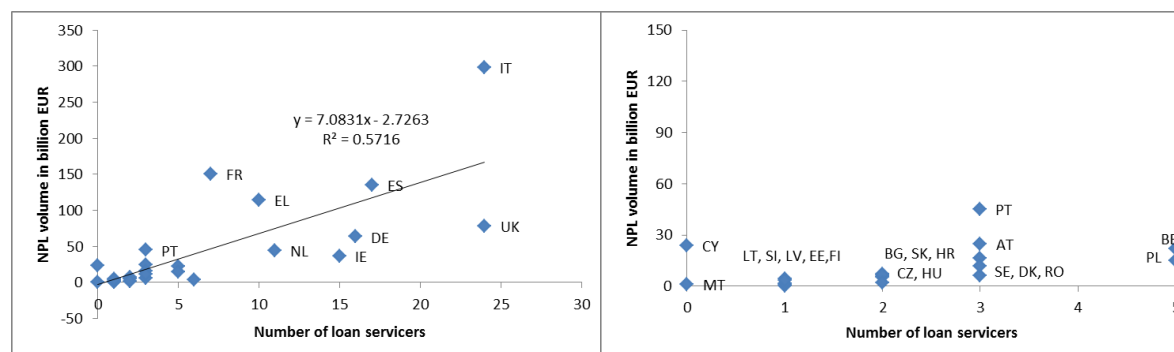 350
300
250
200
150
100
50
0
-50
NPL volume in billion EUR
0 5 10 15 20 25 30
Number of loan servicers
y = 7.0831x - 2.7263
R² = 0.5716
IT
FR
EL
ES
UK
DE
NL
IE
PT
150
120
90
60
30
0
NPL volume in billion EUR
0 1 2 3 4 5
Number of loan servicers
PT
CY
LT, SI, LV, EE,FI
BG, SK, HR
AT
BE
PL
MT
CZ, HU
SE, DK, RO